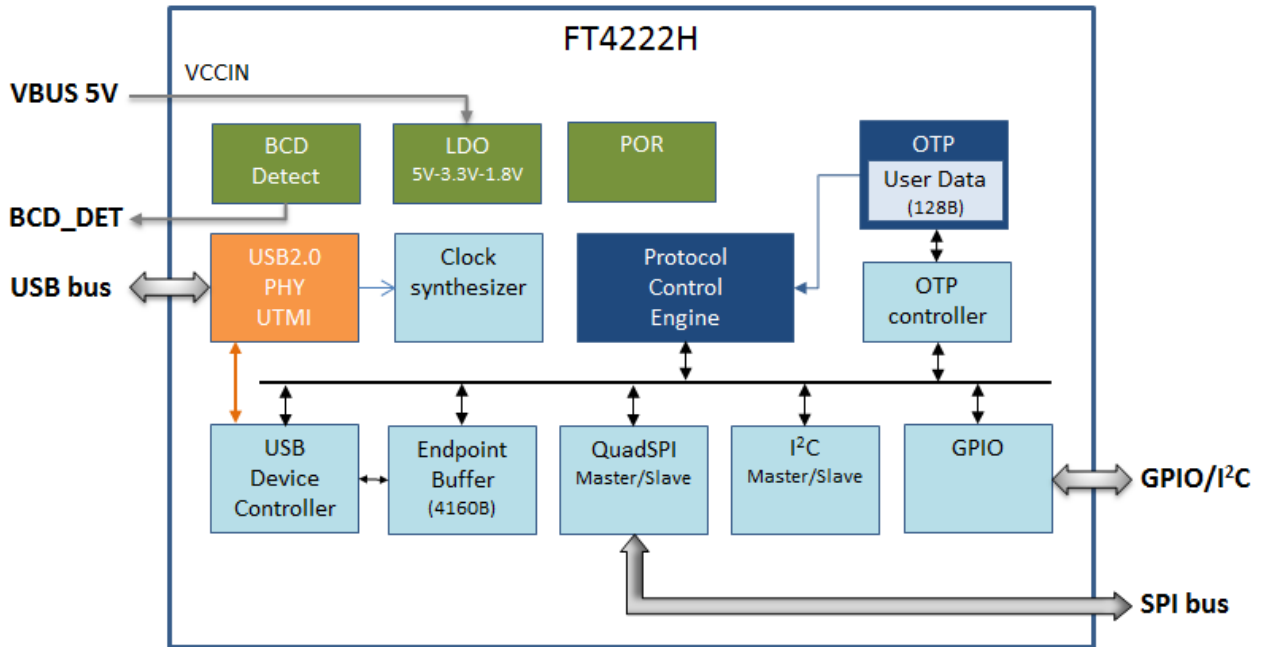 FT4222H
VCCIN
VBUS 5V
BCD
Detect
LDO
5V-3.3V-1.8V
POR
OTP
User Data
(128B)
BCD_DET
USB2.0
PHY
UTMI
Clock
synthesizer
Protocol
Control
Engine
OTP
controller
USB bus
USB
Device
Controller
Endpoint
Buffer
(4160B)
QuadSPI
Master/Slave
I²C
Master/Slave
GPIO
GPIO/I²C
SPI bus